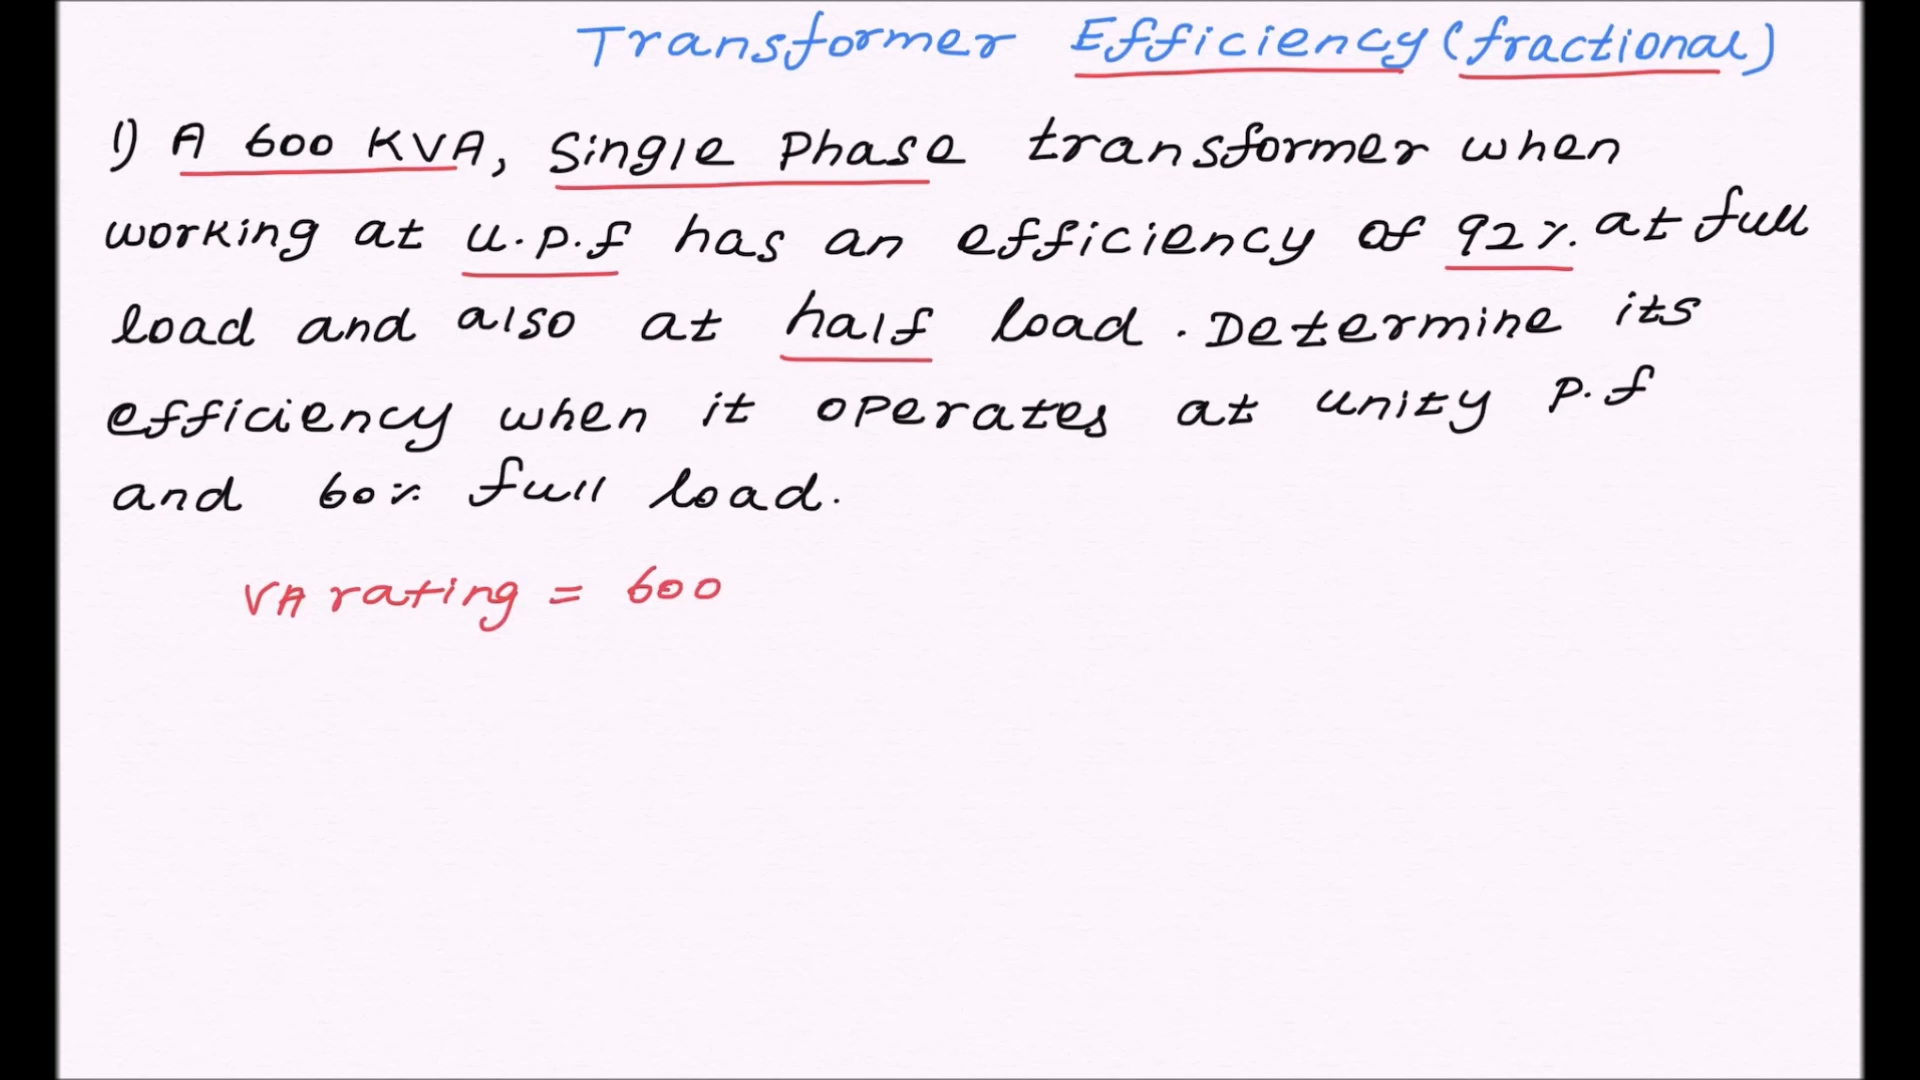 Transformer Efficiency (fractional)
1) A 600 KVA, Single Phase transformer when
working at u.p.f has an efficiency of 92%. at full
load and also at half load. Determine its
efficiency when it operates at unity P.f
and 60% full load.
VA rating = 600